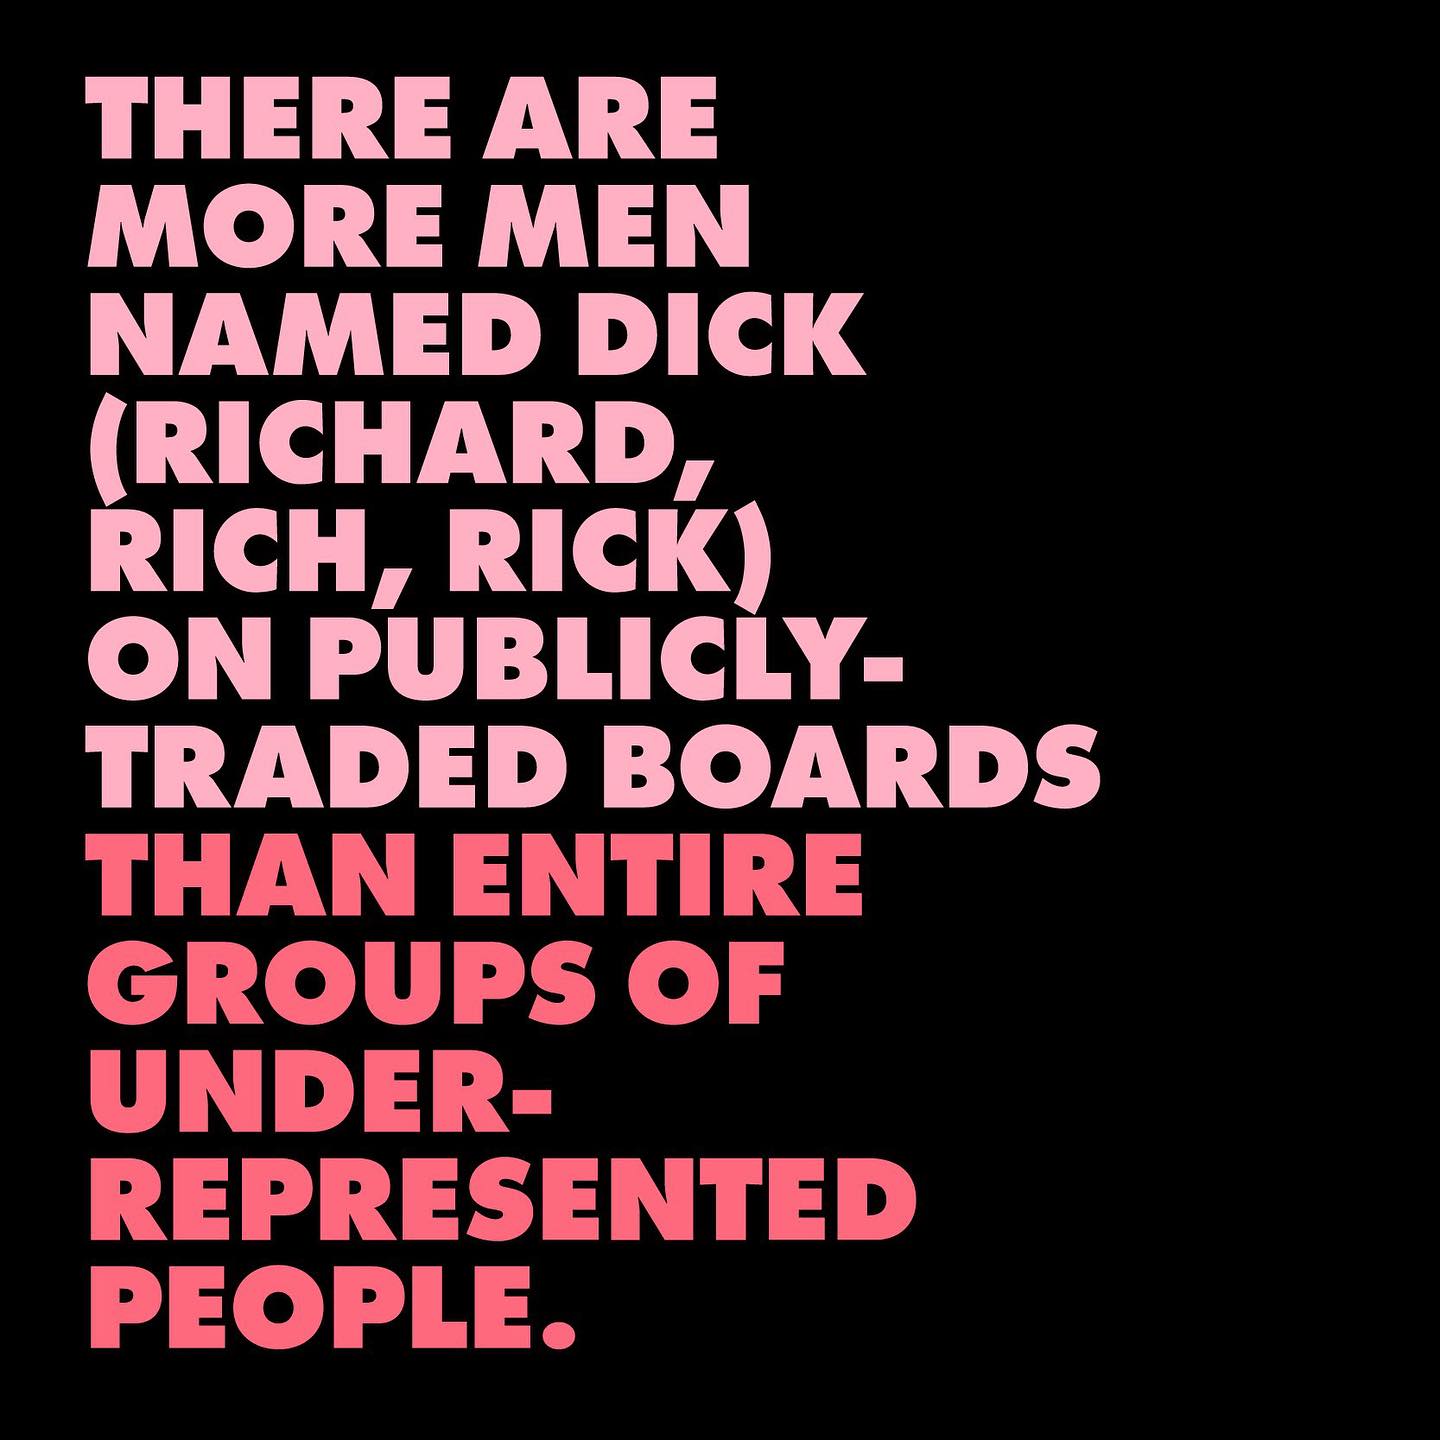 THERE ARE
MORE MEN
NAMED DICK
(RICHARD,
RICH, RICK)
ON PUBLICLY-
TRADED BOARDS
THAN ENTIRE
GROUPS OF
UNDER-
REPRESENTED
PEOPLE.